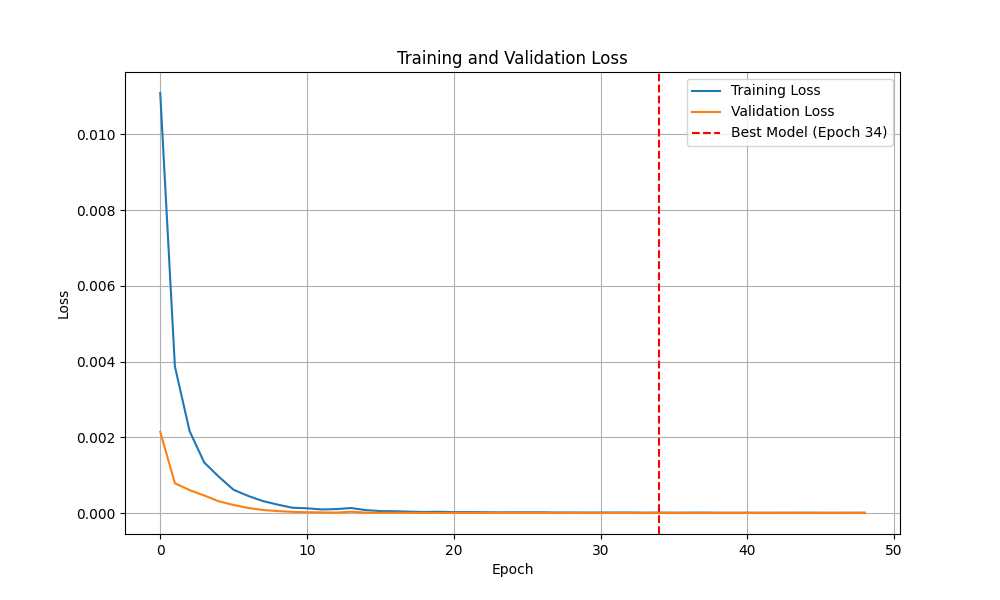 Training and Validation Loss
Training Loss
Validation Loss
Best Model (Epoch 34)
0.010
0.008
0.006
0.004
0.002
0.000
Loss
0 10 20 30 40 50
Epoch